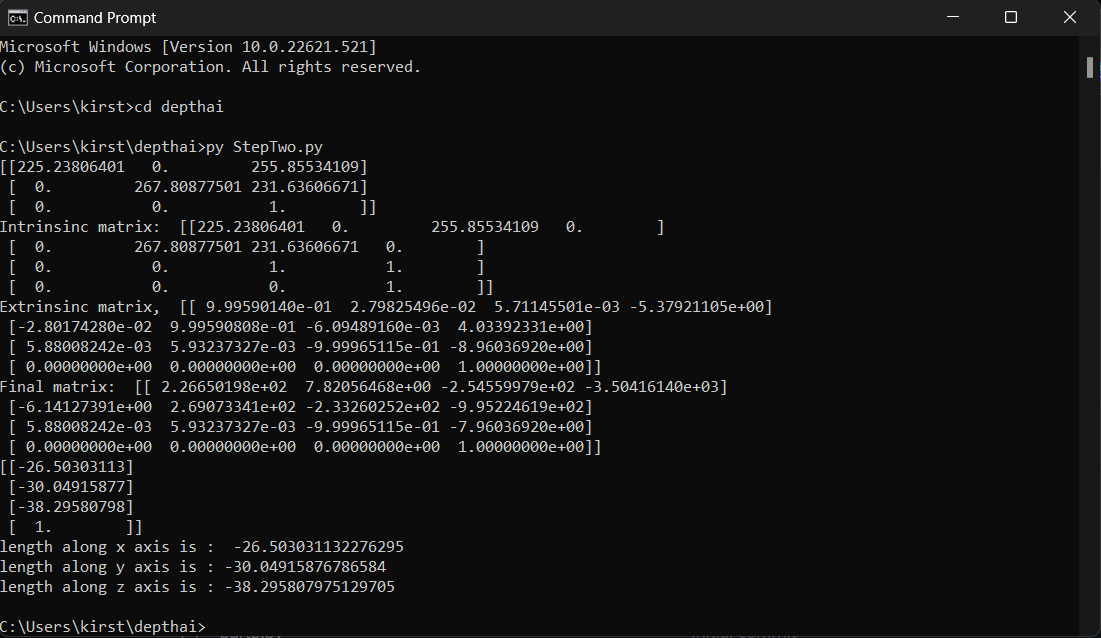 Command Prompt
Microsoft Windows [Version 10.0.22621.521]
(c) Microsoft Corporation. All rights reserved.
C:\Users\kirst>cd depthai
C:\Users\kirst\depthai>py StepTwo.py
[[225.23806401   0.         255.85534109]
 [  0.         267.80877501 231.63606671]
 [  0.           0.           1.        ]]
Intrinsinc matrix:  [[225.23806401   0.         255.85534109   0.        ]
 [  0.         267.80877501 231.63606671   0.        ]
 [  0.           0.           1.           1.        ]
 [  0.           0.           0.           1.        ]]
Extrinsinc matrix,  [[ 9.99590140e-01  2.79825496e-02  5.71145501e-03 -5.37921105e+00]
 [-2.80174280e-02  9.99590808e-01 -6.09489160e-03  4.03392331e+00]
 [ 5.88008242e-03  5.93237327e-03 -9.99965115e-01 -8.96036920e+00]
 [ 0.00000000e+00  0.00000000e+00  0.00000000e+00  1.00000000e+00]]
Final matrix:  [[ 2.26650198e+02  7.82056468e+00 -2.54559979e+02 -3.50416140e+03]
 [-6.14127391e+00  2.69073341e+02 -2.33260252e+02 -9.95224619e+02]
 [ 5.88008242e-03  5.93237327e-03 -9.99965115e-01 -7.96036920e+00]
 [ 0.00000000e+00  0.00000000e+00  0.00000000e+00  1.00000000e+00]]
[[-26.50303113]
 [-30.04915877]
 [-38.29580798]
 [  1.        ]]
length along x axis is :  -26.503031132276295
length along y axis is : -30.04915876786584
length along z axis is : -38.295807975129705
C:\Users\kirst\depthai>